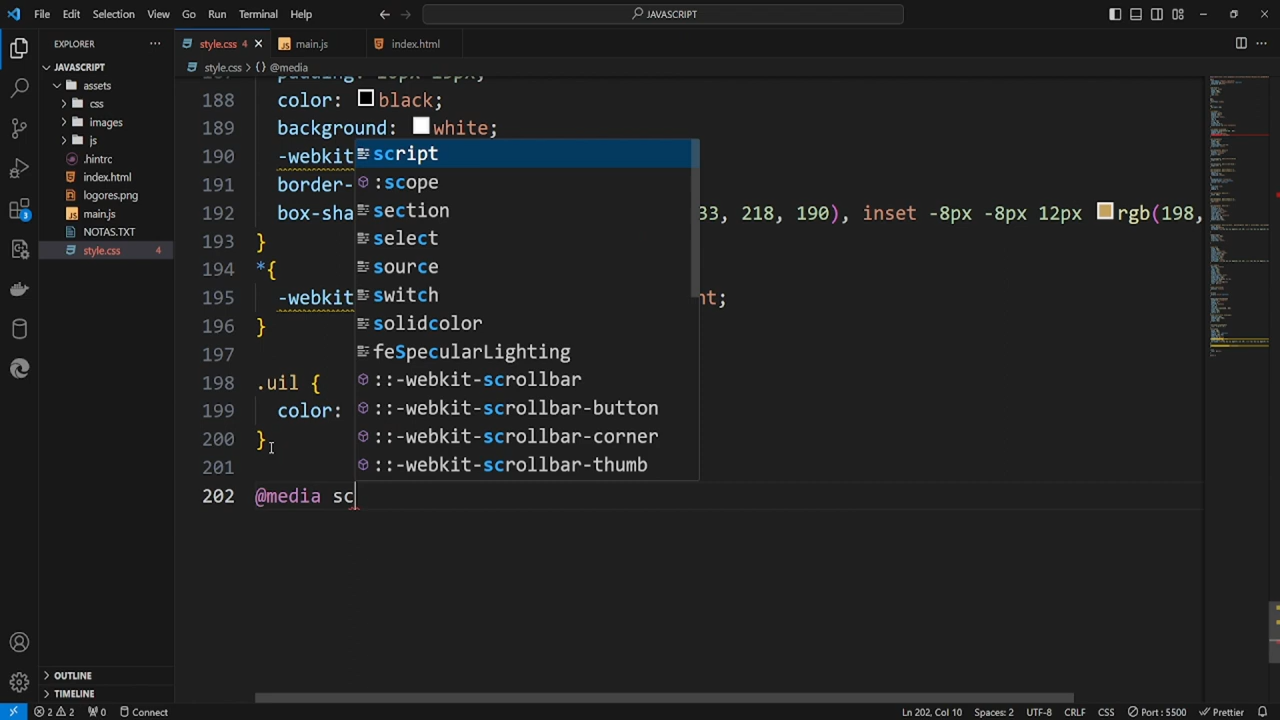 File Edit Selection View Go Run Terminal Help
JAVASCRIPT
EXPLORER
style.css 4
main.js
index.html
JAVASCRIPT
style.css > {} @media
assets
css
images
js
.hintrc
index.html
logores.png
main.js
NOTAS.TXT
style.css 4
188 color: black;
189 background: white;
190 -webkit
191 border-
192 box-sha 33, 218, 190), inset -8px -8px 12px rgb(198,
193 }
194 *{
195 -webkit nt;
196 }
197
198 .uil {
199 color:
200 }
201
202 @media sc
script
:scope
section
select
source
switch
solidcolor
feSpecularLighting
::-webkit-scrollbar
::-webkit-scrollbar-button
::-webkit-scrollbar-corner
::-webkit-scrollbar-thumb
3
OUTLINE
TIMELINE
2 2 0 Connect Ln 202, Col 10 Spaces: 2 UTF-8 CRLF CSS Port : 5500 Prettier